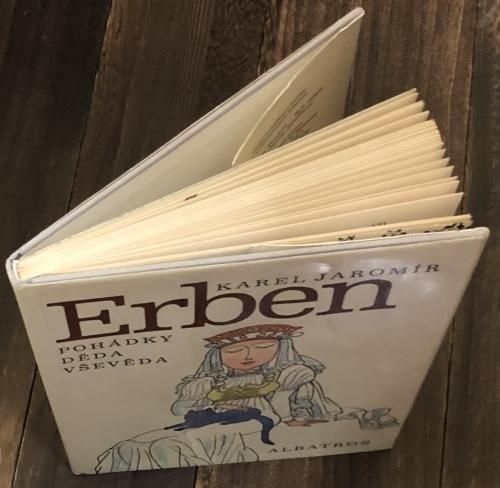 KAREL JAROMÍR
Erben
POHÁDKY
DĚDA
VŠEVĚDA
ALBATROS